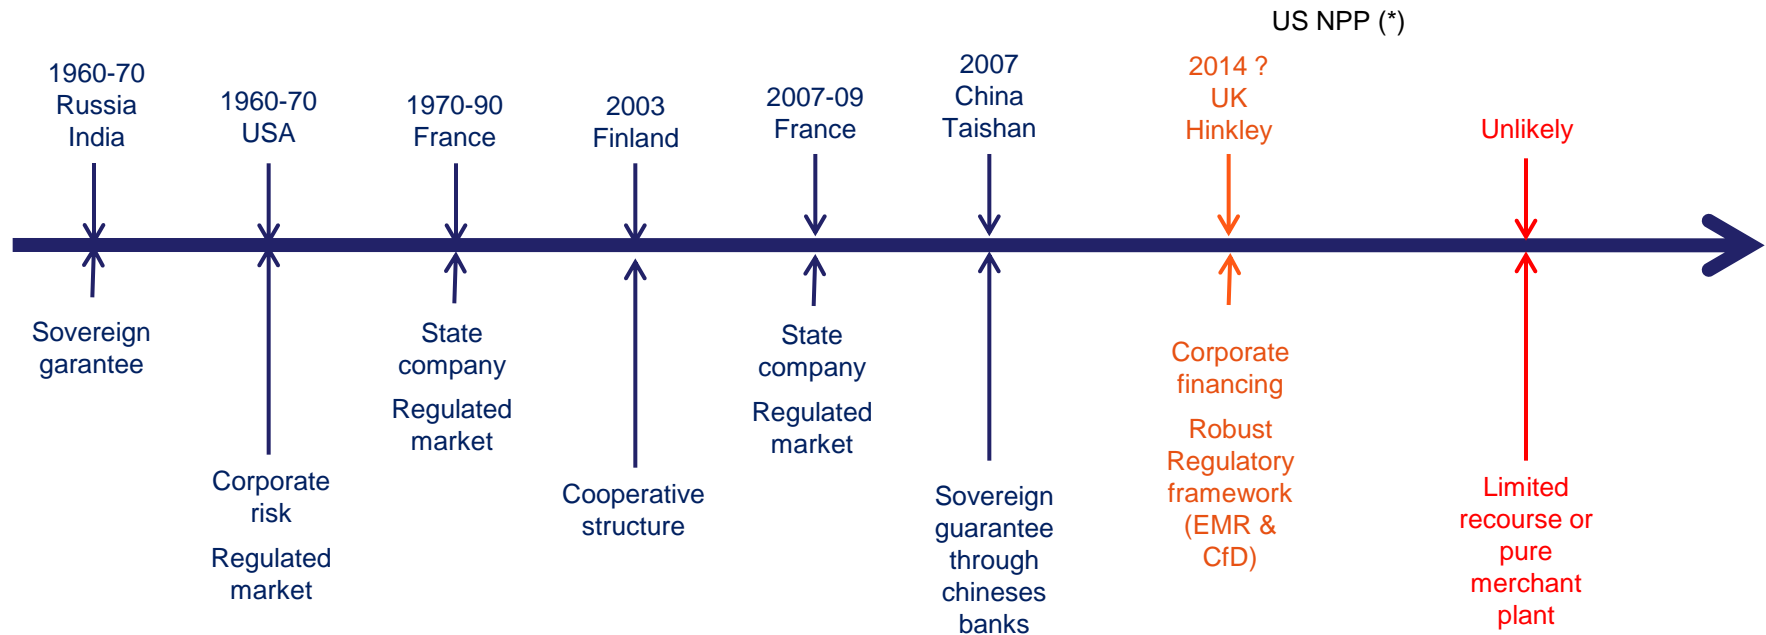 US NPP (*)
1960-70
Russia
India
1960-70
USA
1970-90
France
2003
Finland
2007-09
France
2007
China
Taishan
2014 ?
UK
Hinkley
Unlikely
Sovereign
garantee
Corporate
risk
Regulated
market
State
company
Regulated
market
Cooperative
structure
State
company
Regulated
market
Sovereign
guarantee
through
chineses
banks
Corporate
financing
Robust
Regulatory
framework
(EMR &
CfD)
Limited
recourse or
pure
merchant
plant